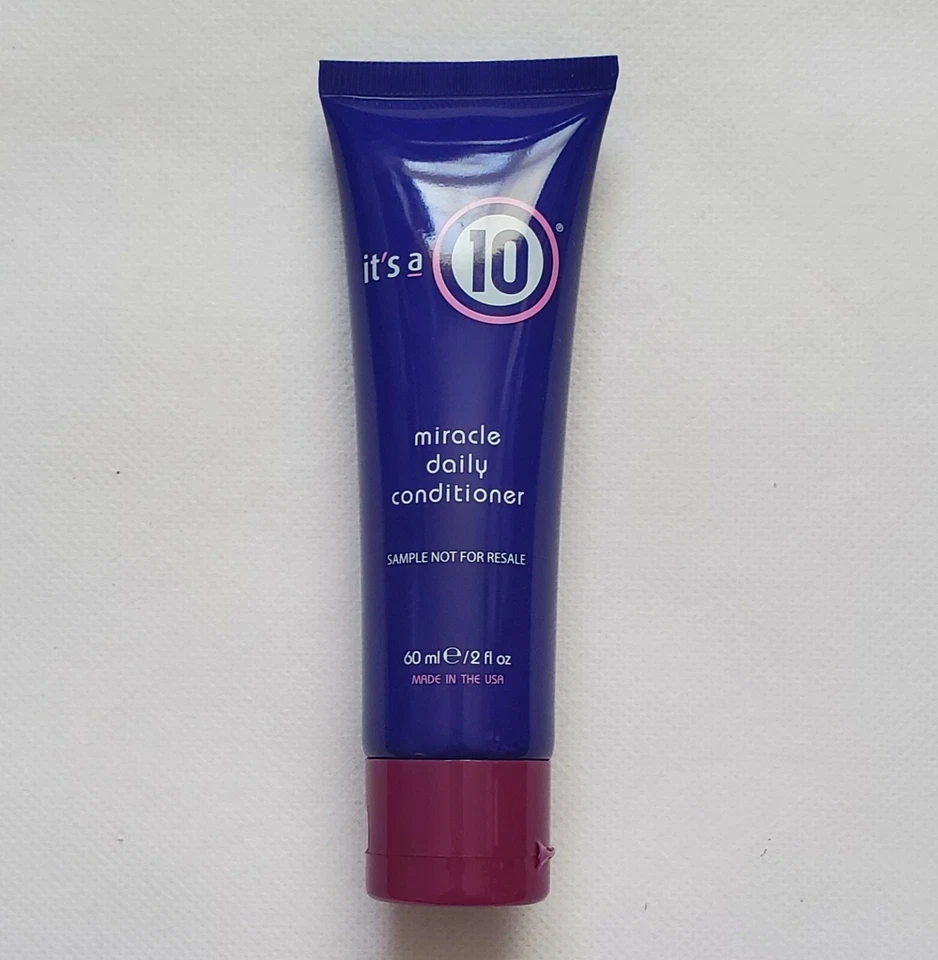 it's a 10®
miracle
daily
conditioner
SAMPLE NOT FOR RESALE
60 ml ℮/2 fl oz
MADE IN THE USA